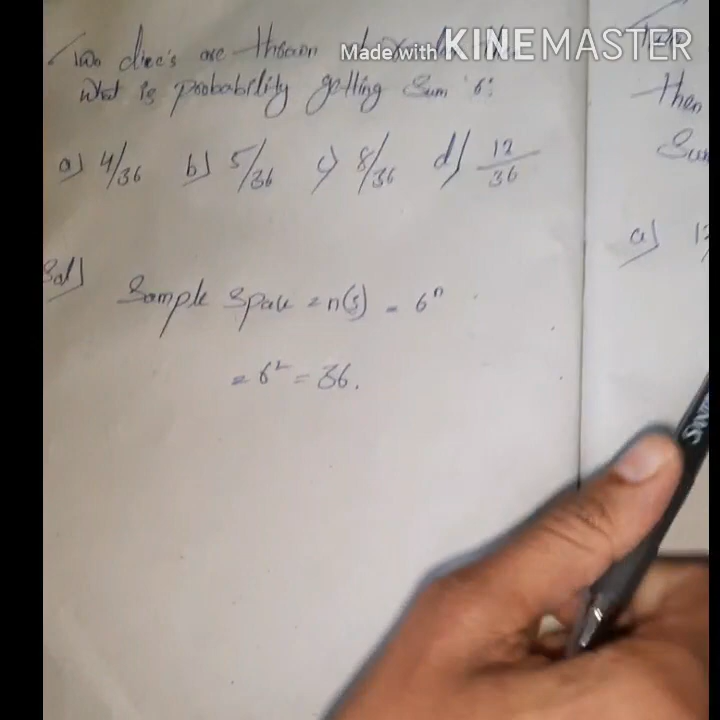 Two dice's are thrown
Made with KINEMASTER
what is probability getting Sum '6'.
a) 4/36 b) 5/36 c) 8/36 d) 12/36
Sol) Sample Space = n(s) = 6ⁿ
= 6² = 36.
then
Sum
a)